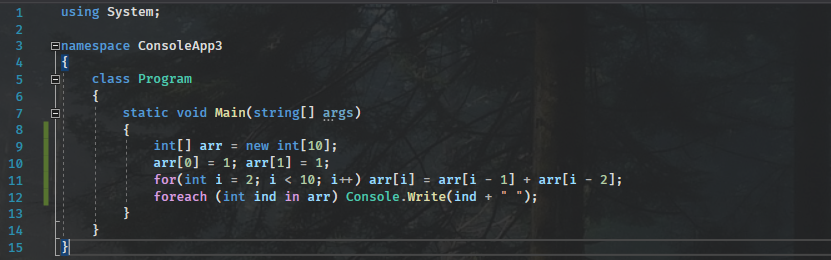 1 using System;
2
3 namespace ConsoleApp3
4 {
5 class Program
6 {
7 static void Main(string[] args)
8 {
9 int[] arr = new int[10];
10 arr[0] = 1; arr[1] = 1;
11 for(int i = 2; i < 10; i++) arr[i] = arr[i - 1] + arr[i - 2];
12 foreach (int ind in arr) Console.Write(ind + " ");
13 }
14 }
15 }